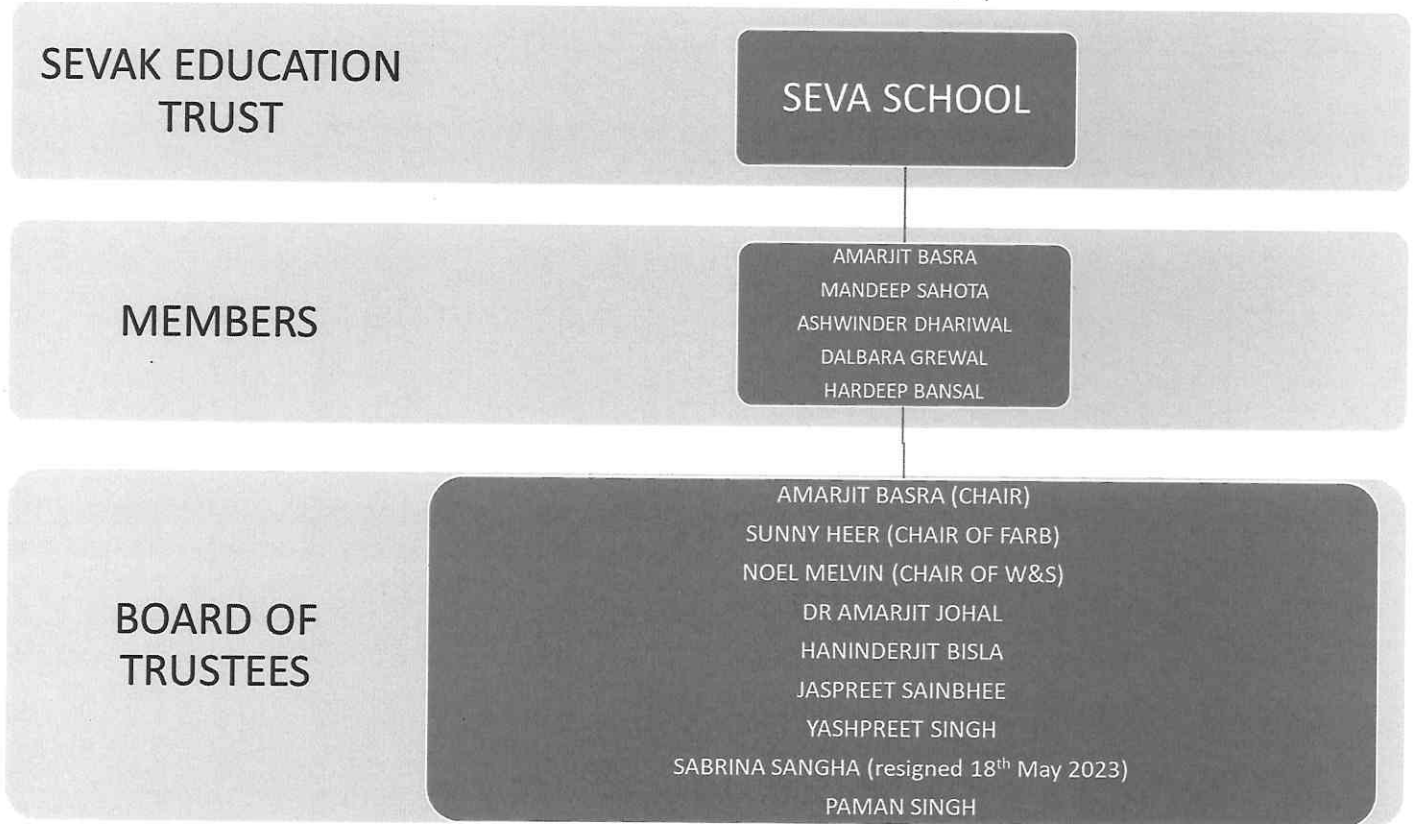 SEVAK EDUCATION
TRUST
SEVA SCHOOL
MEMBERS
AMARJIT BASRA
MANDEEP SAHOTA
ASHWINDER DHARIWAL
DALBARA GREWAL
HARDEEP BANSAL
BOARD OF
TRUSTEES
AMARJIT BASRA (CHAIR)
SUNNY HEER (CHAIR OF FARB)
NOEL MELVIN (CHAIR OF W&S)
DR AMARJIT JOHAL
HANINDERJIT BISLA
JASPREET SAINBHEE
YASHPREET SINGH
SABRINA SANGHA (resigned 18th May 2023)
PAMAN SINGH